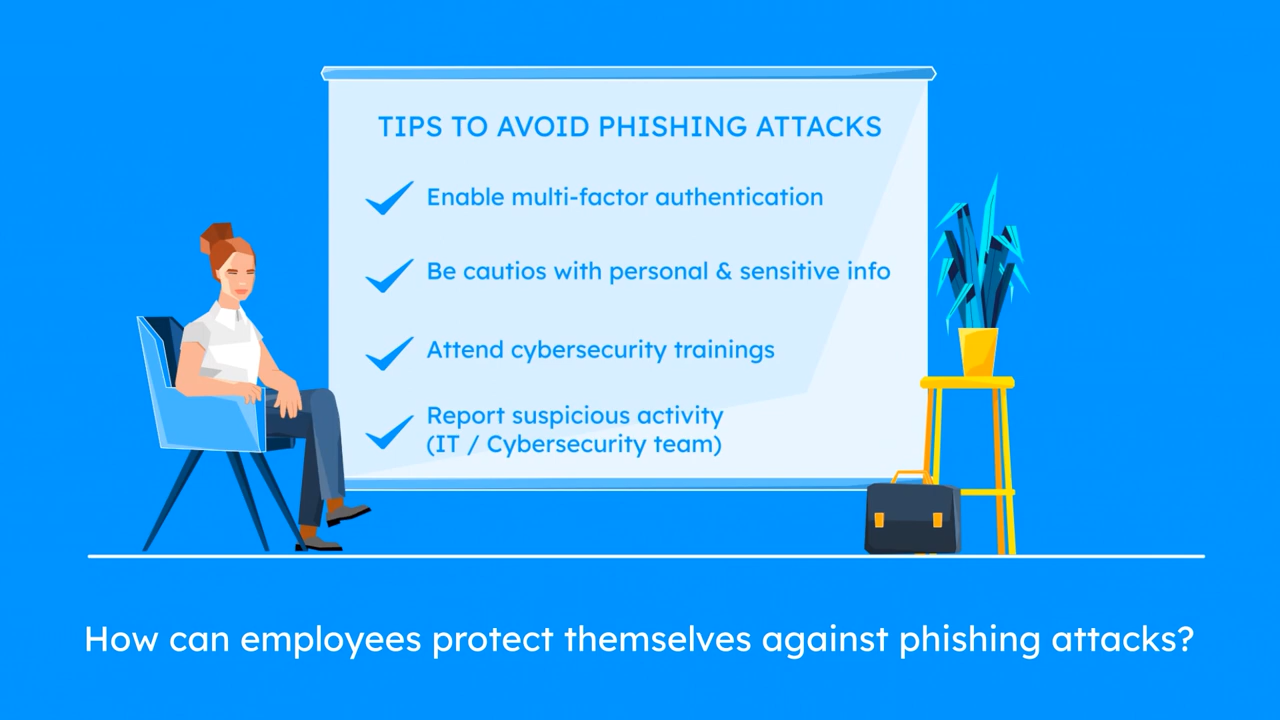 TIPS TO AVOID PHISHING ATTACKS
Enable multi-factor authentication
Be cautios with personal & sensitive info
Attend cybersecurity trainings
Report suspicious activity
(IT / Cybersecurity team)
How can employees protect themselves against phishing attacks?